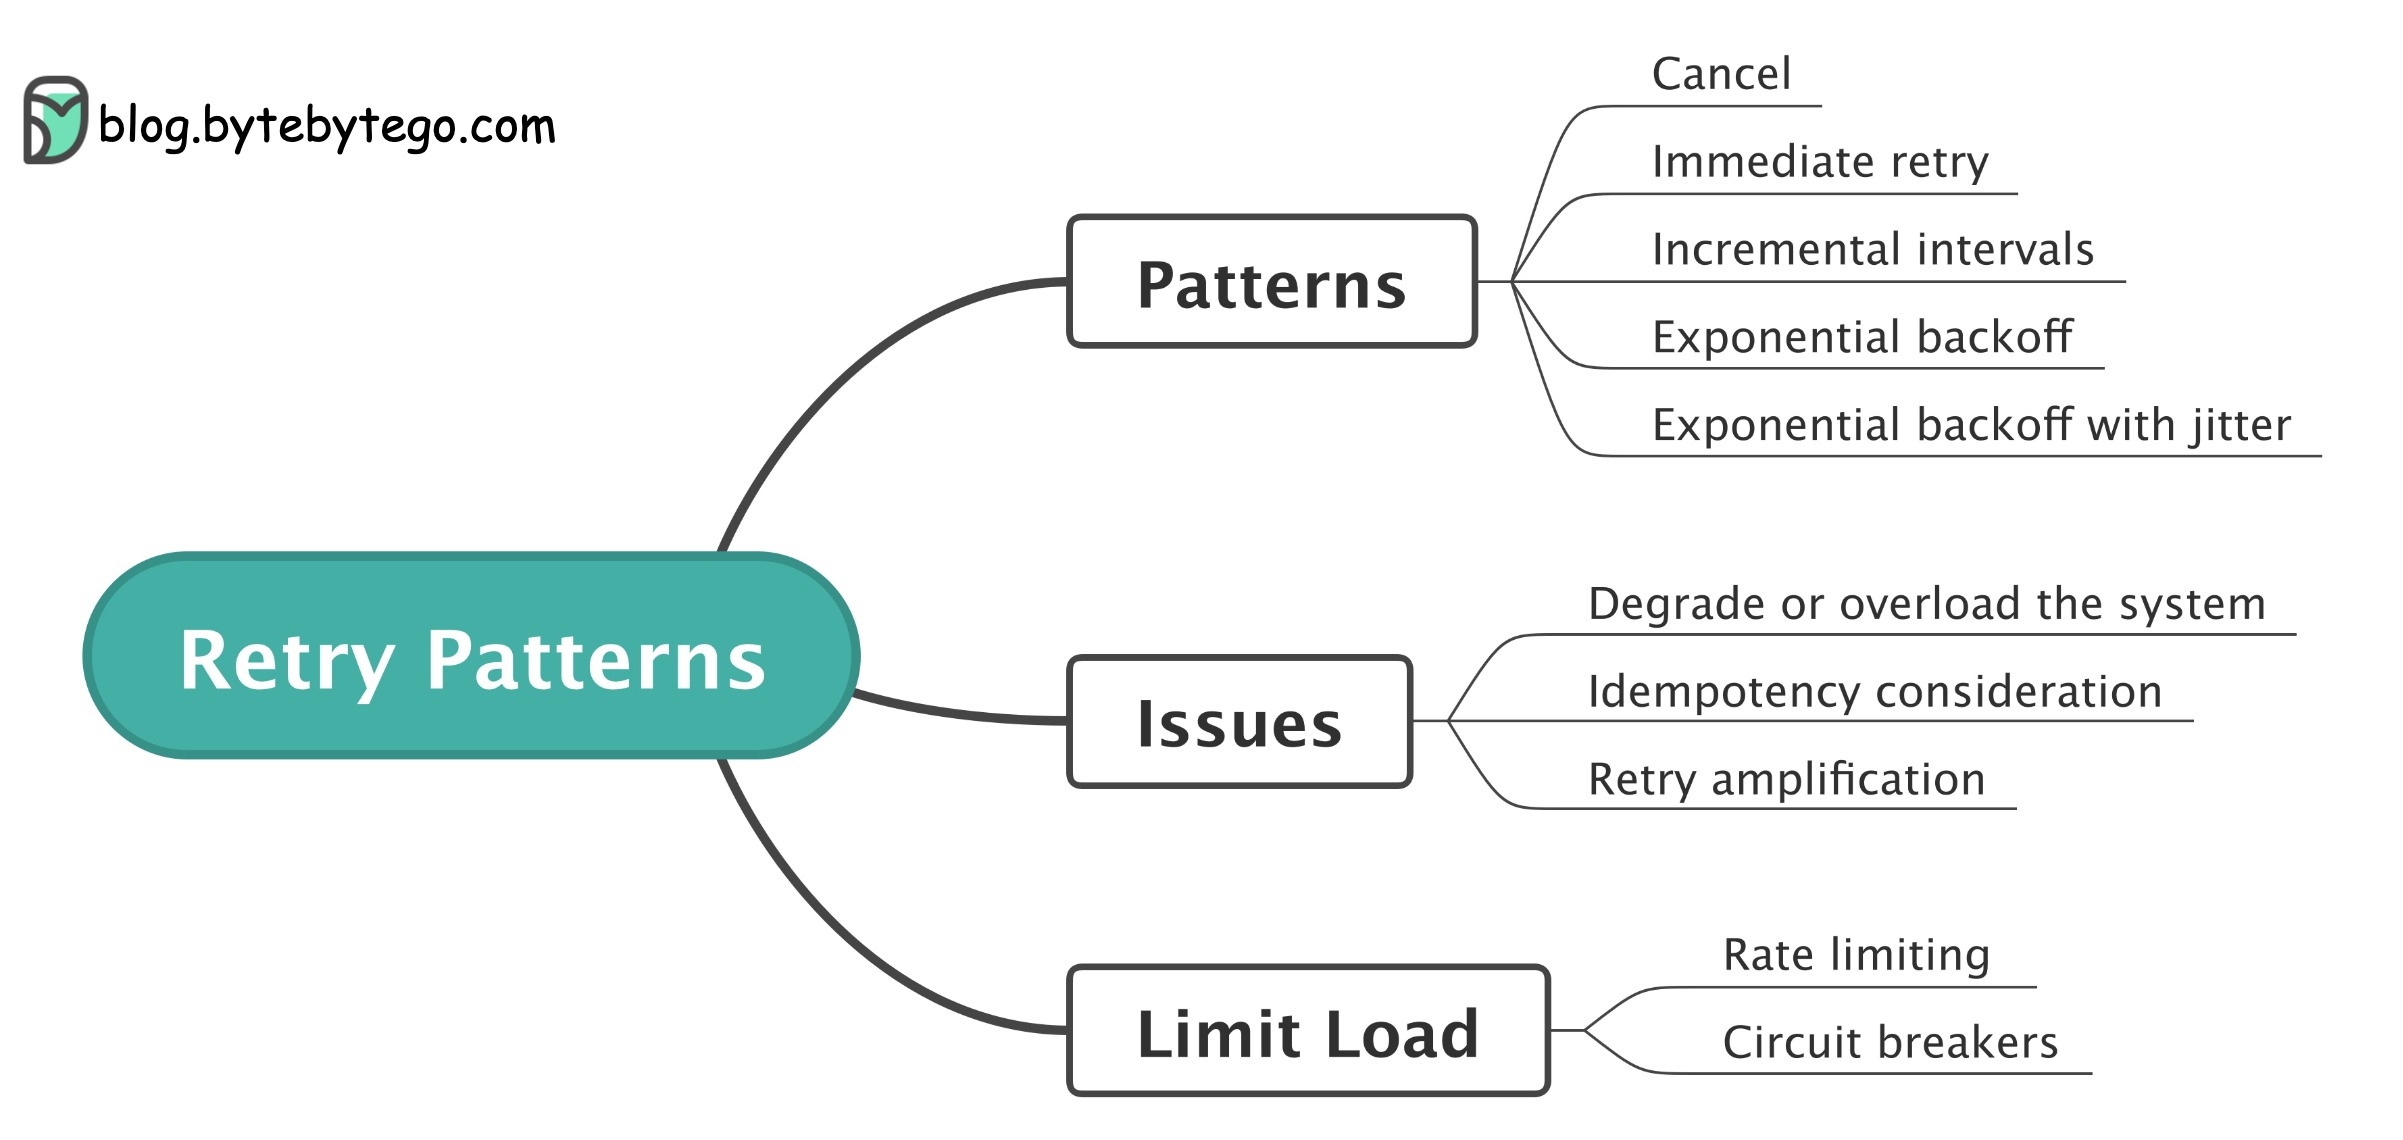 blog.bytebytego.com
Retry Patterns
Patterns
Cancel
Immediate retry
Incremental intervals
Exponential backoff
Exponential backoff with jitter
Issues
Degrade or overload the system
Idempotency consideration
Retry amplification
Limit Load
Rate limiting
Circuit breakers